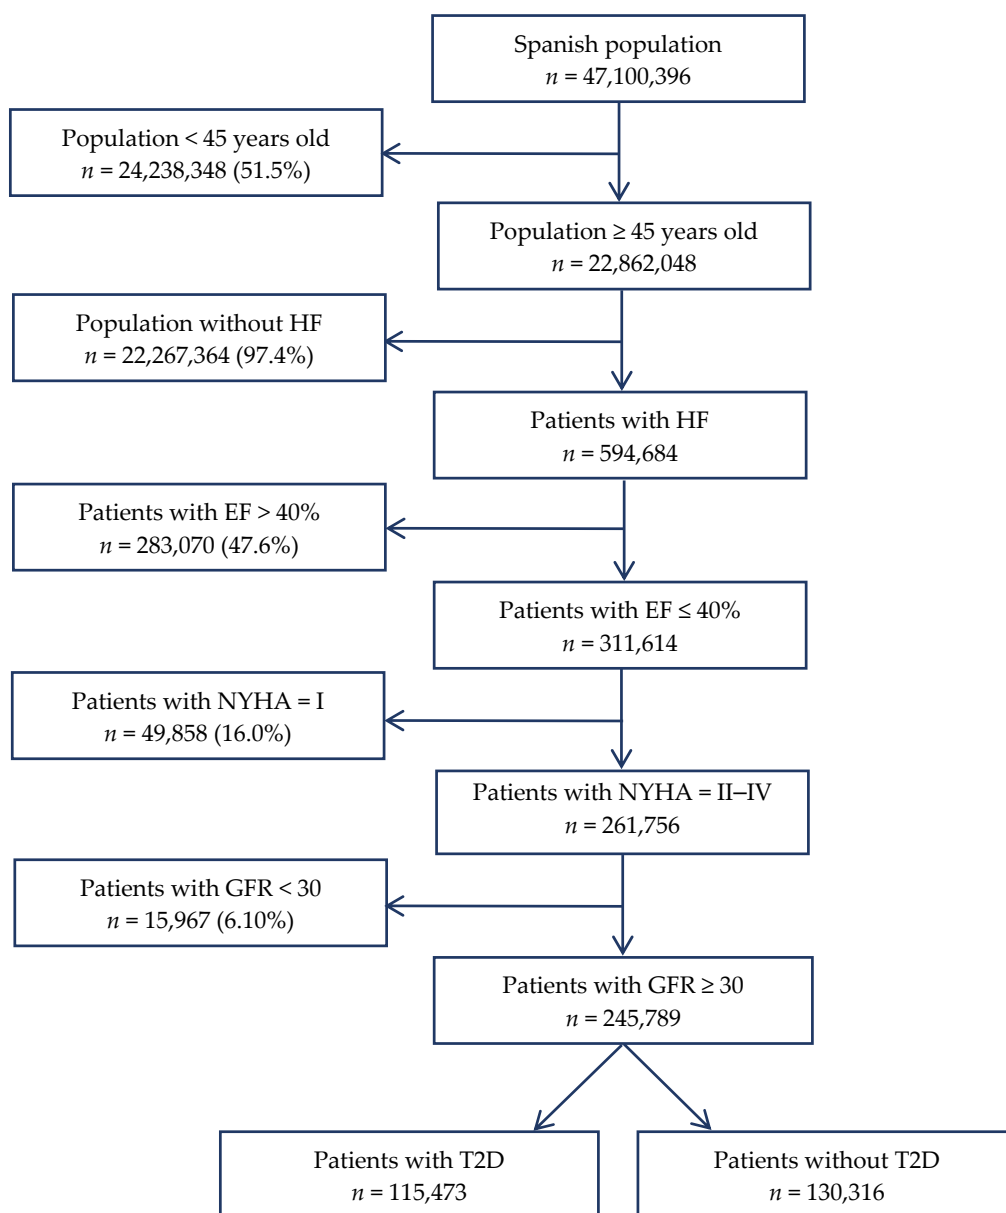 Spanish population
n = 47,100,396
Population < 45 years old
n = 24,238,348 (51.5%)
Population ≥ 45 years old
n = 22,862,048
Population without HF
n = 22,267,364 (97.4%)
Patients with HF
n = 594,684
Patients with EF > 40%
n = 283,070 (47.6%)
Patients with EF ≤ 40%
n = 311,614
Patients with NYHA = I
n = 49,858 (16.0%)
Patients with NYHA = II–IV
n = 261,756
Patients with GFR < 30
n = 15,967 (6.10%)
Patients with GFR ≥ 30
n = 245,789
Patients with T2D
n = 115,473
Patients without T2D
n = 130,316